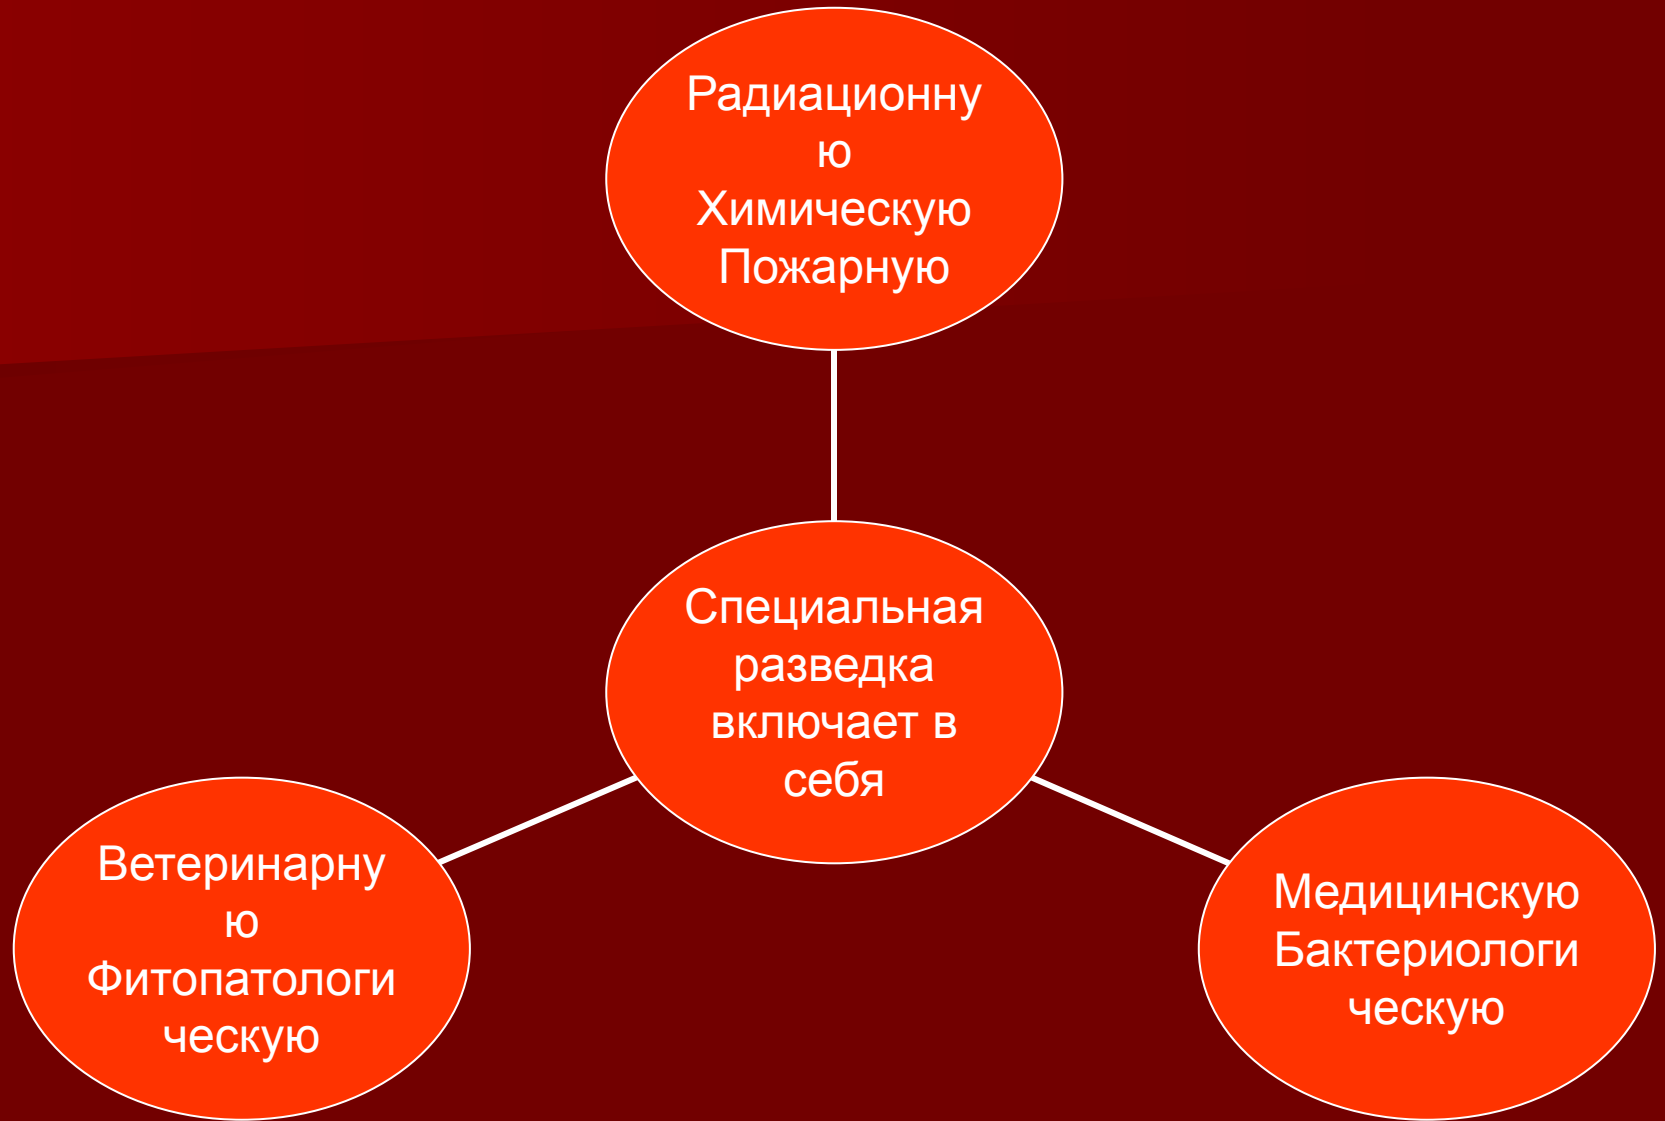 Радиационну
ю
Химическую
Пожарную
Специальная
разведка
включает в
себя
Ветеринарну
ю
Фитопатологи
ческую
Медицинскую
Бактериологи
ческую